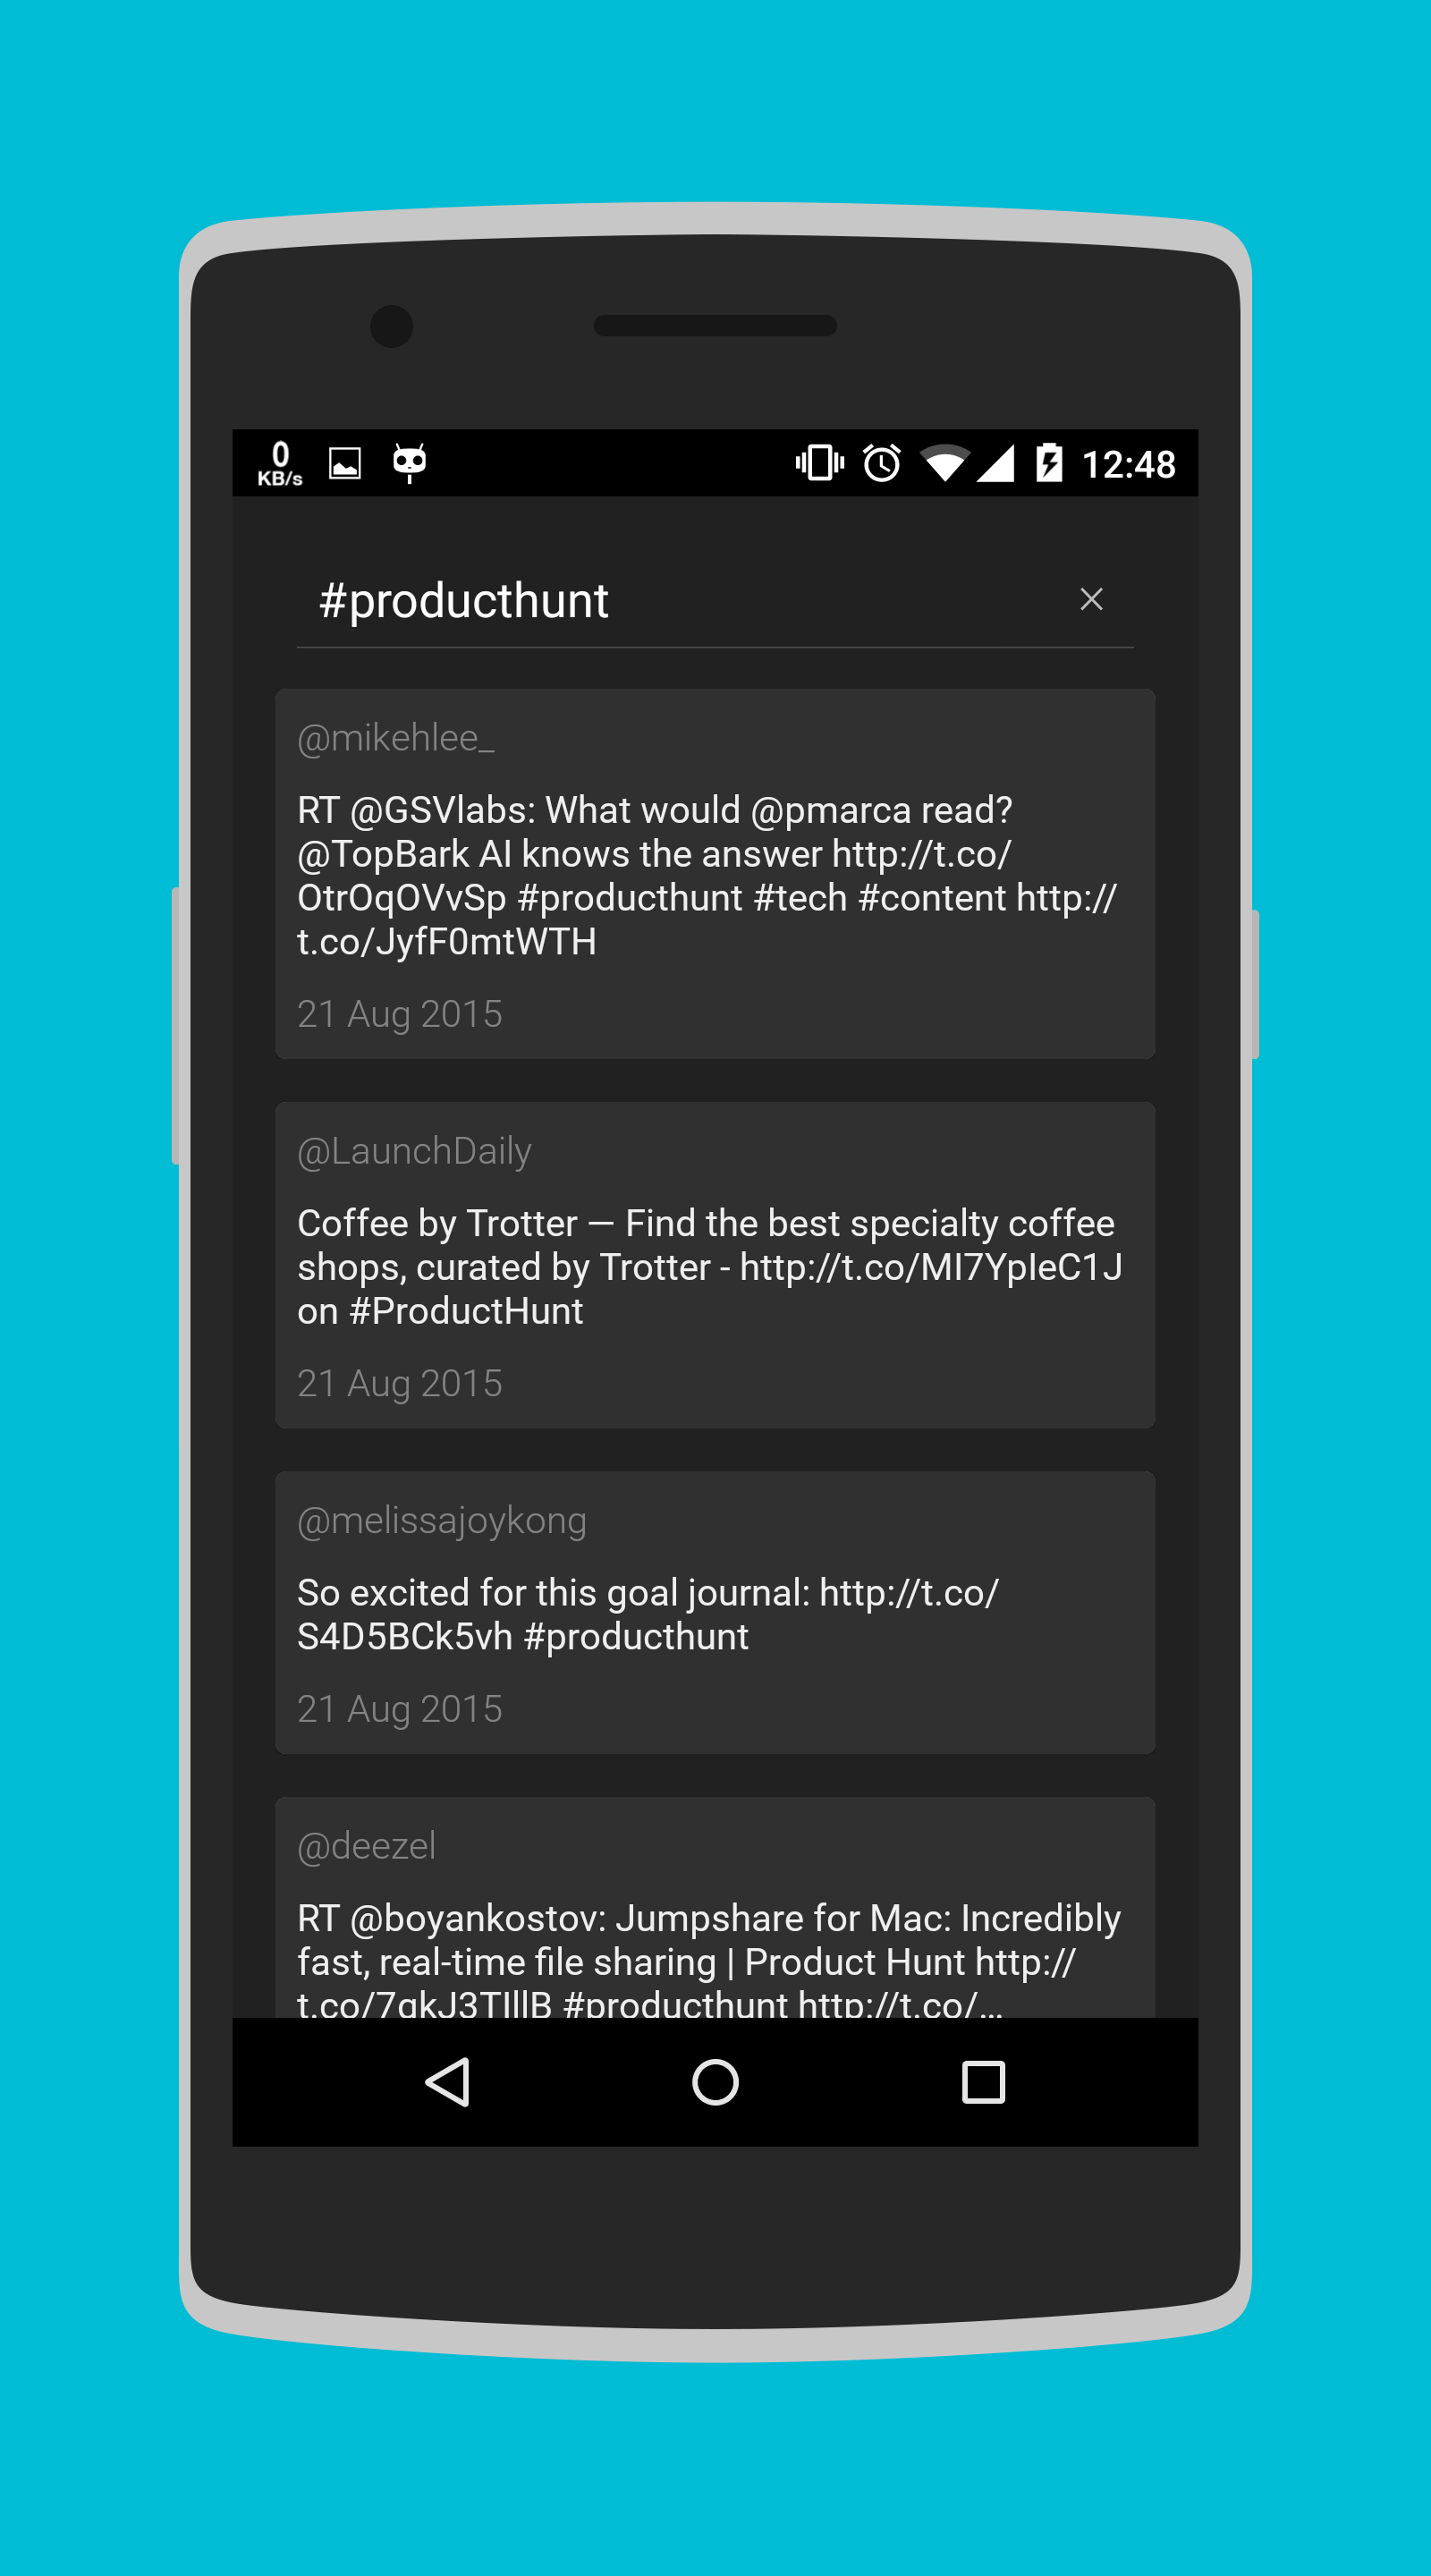 0
KB/s
12:48
#producthunt
@mikehlee_
RT @GSVlabs: What would @pmarca read?
@TopBark AI knows the answer http://t.co/
OtrOqOVvSp #producthunt #tech #content http://
t.co/JyfF0mtWTH
21 Aug 2015
@LaunchDaily
Coffee by Trotter — Find the best specialty coffee
shops, curated by Trotter - http://t.co/MI7YpIeC1J
on #ProductHunt
21 Aug 2015
@melissajoykong
So excited for this goal journal: http://t.co/
S4D5BCk5vh #producthunt
21 Aug 2015
@deezel
RT @boyankostov: Jumpshare for Mac: Incredibly
fast, real-time file sharing | Product Hunt http://
#producthunt http://t.co/…